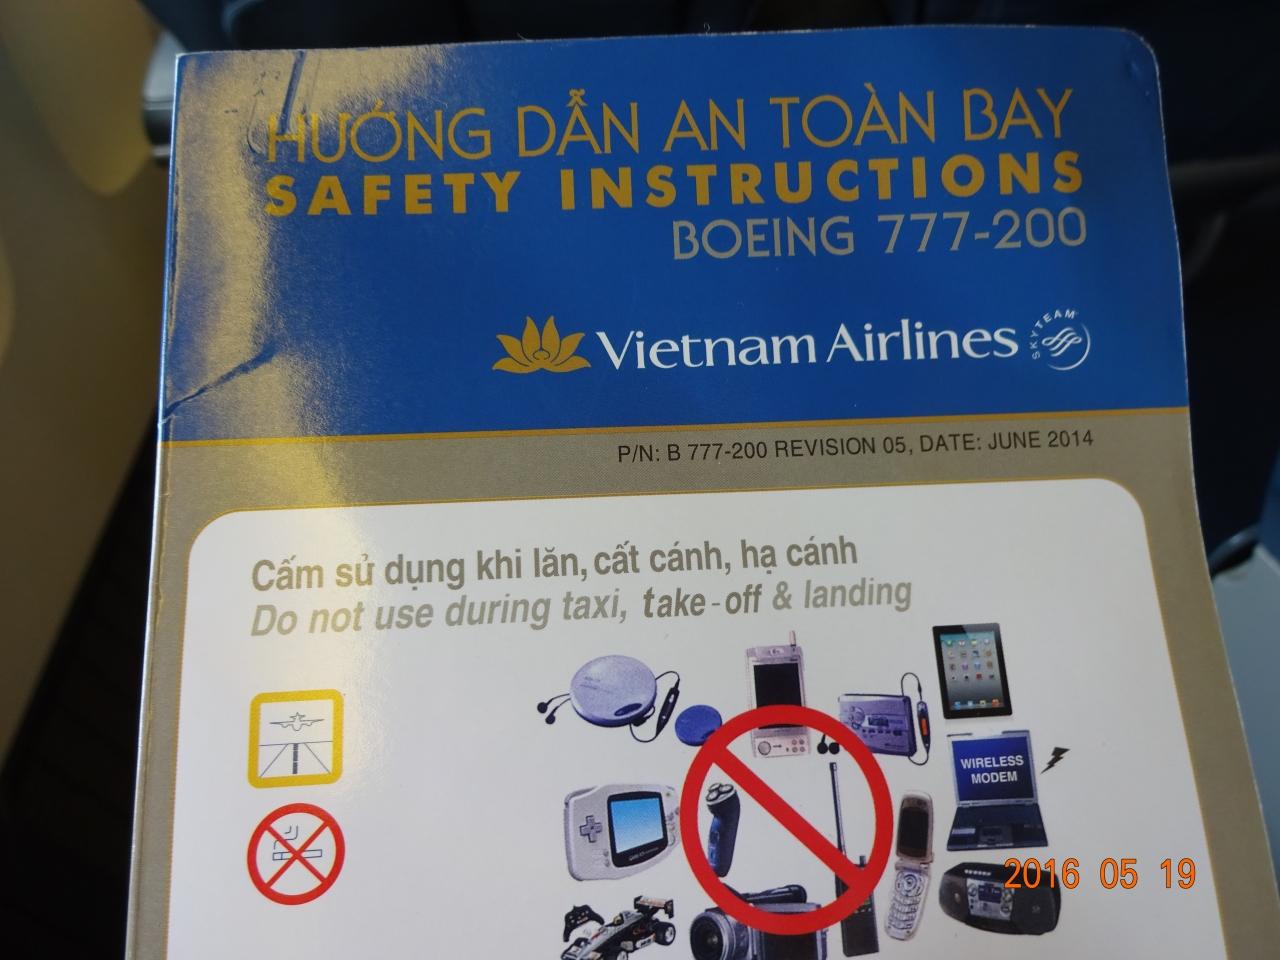 HƯỚNG DẪN AN TOÀN BAY
SAFETY INSTRUCTIONS
BOEING 777-200
Vietnam Airlines
SKYTEAM
P/N: B 777-200 REVISION 05, DATE: JUNE 2014
Cấm sử dụng khi lăn, cất cánh, hạ cánh
Do not use during taxi, take-off & landing
WIRELESS
MODEM
2016 05 19